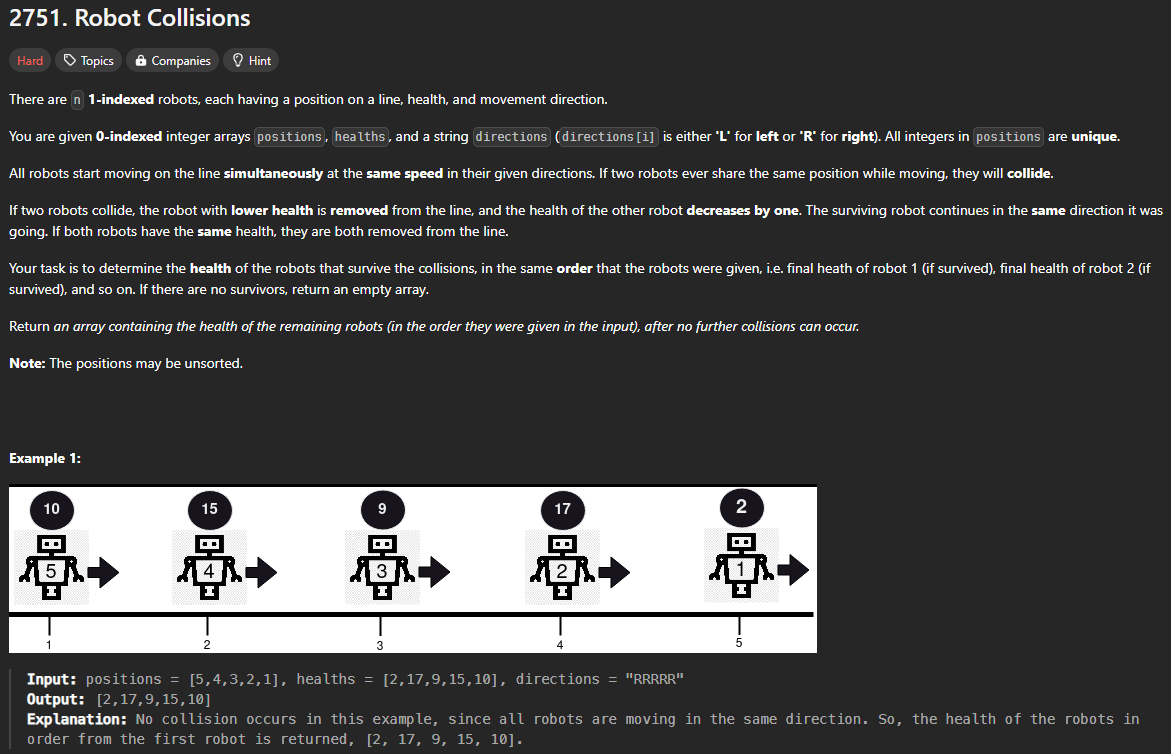 2751. Robot Collisions
Hard Topics Companies Hint
There are n 1-indexed robots, each having a position on a line, health, and movement direction.
You are given 0-indexed integer arrays positions, healths, and a string directions (directions[i] is either 'L' for left or 'R' for right). All integers in positions are unique.
All robots start moving on the line simultaneously at the same speed in their given directions. If two robots ever share the same position while moving, they will collide.
If two robots collide, the robot with lower health is removed from the line, and the health of the other robot decreases by one. The surviving robot continues in the same direction it was
going. If both robots have the same health, they are both removed from the line.
Your task is to determine the health of the robots that survive the collisions, in the same order that the robots were given, i.e. final heath of robot 1 (if survived), final health of robot 2 (if
survived), and so on. If there are no survivors, return an empty array.
Return an array containing the health of the remaining robots (in the order they were given in the input), after no further collisions can occur.
Note: The positions may be unsorted.
Example 1:
10 15 9 17 2
5 4 3 2 1
1 2 3 4 5
Input: positions = [5,4,3,2,1], healths = [2,17,9,15,10], directions = "RRRRR"
Output: [2,17,9,15,10]
Explanation: No collision occurs in this example, since all robots are moving in the same direction. So, the health of the robots in
order from the first robot is returned, [2, 17, 9, 15, 10].